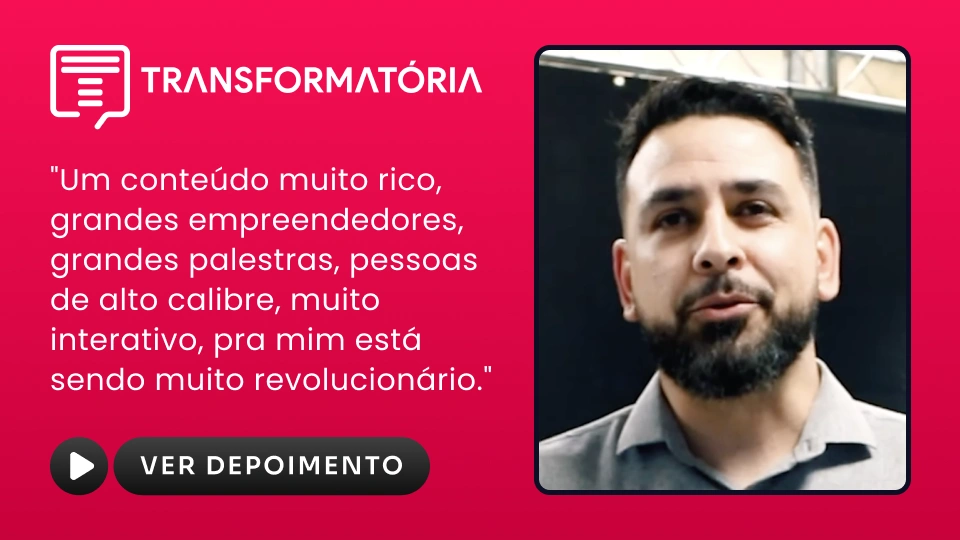 TRANSFORMATÓRIA
"Um conteúdo muito rico,
grandes empreendedores,
grandes palestras, pessoas
de alto calibre, muito
interativo, pra mim está
sendo muito revolucionário."
VER DEPOIMENTO